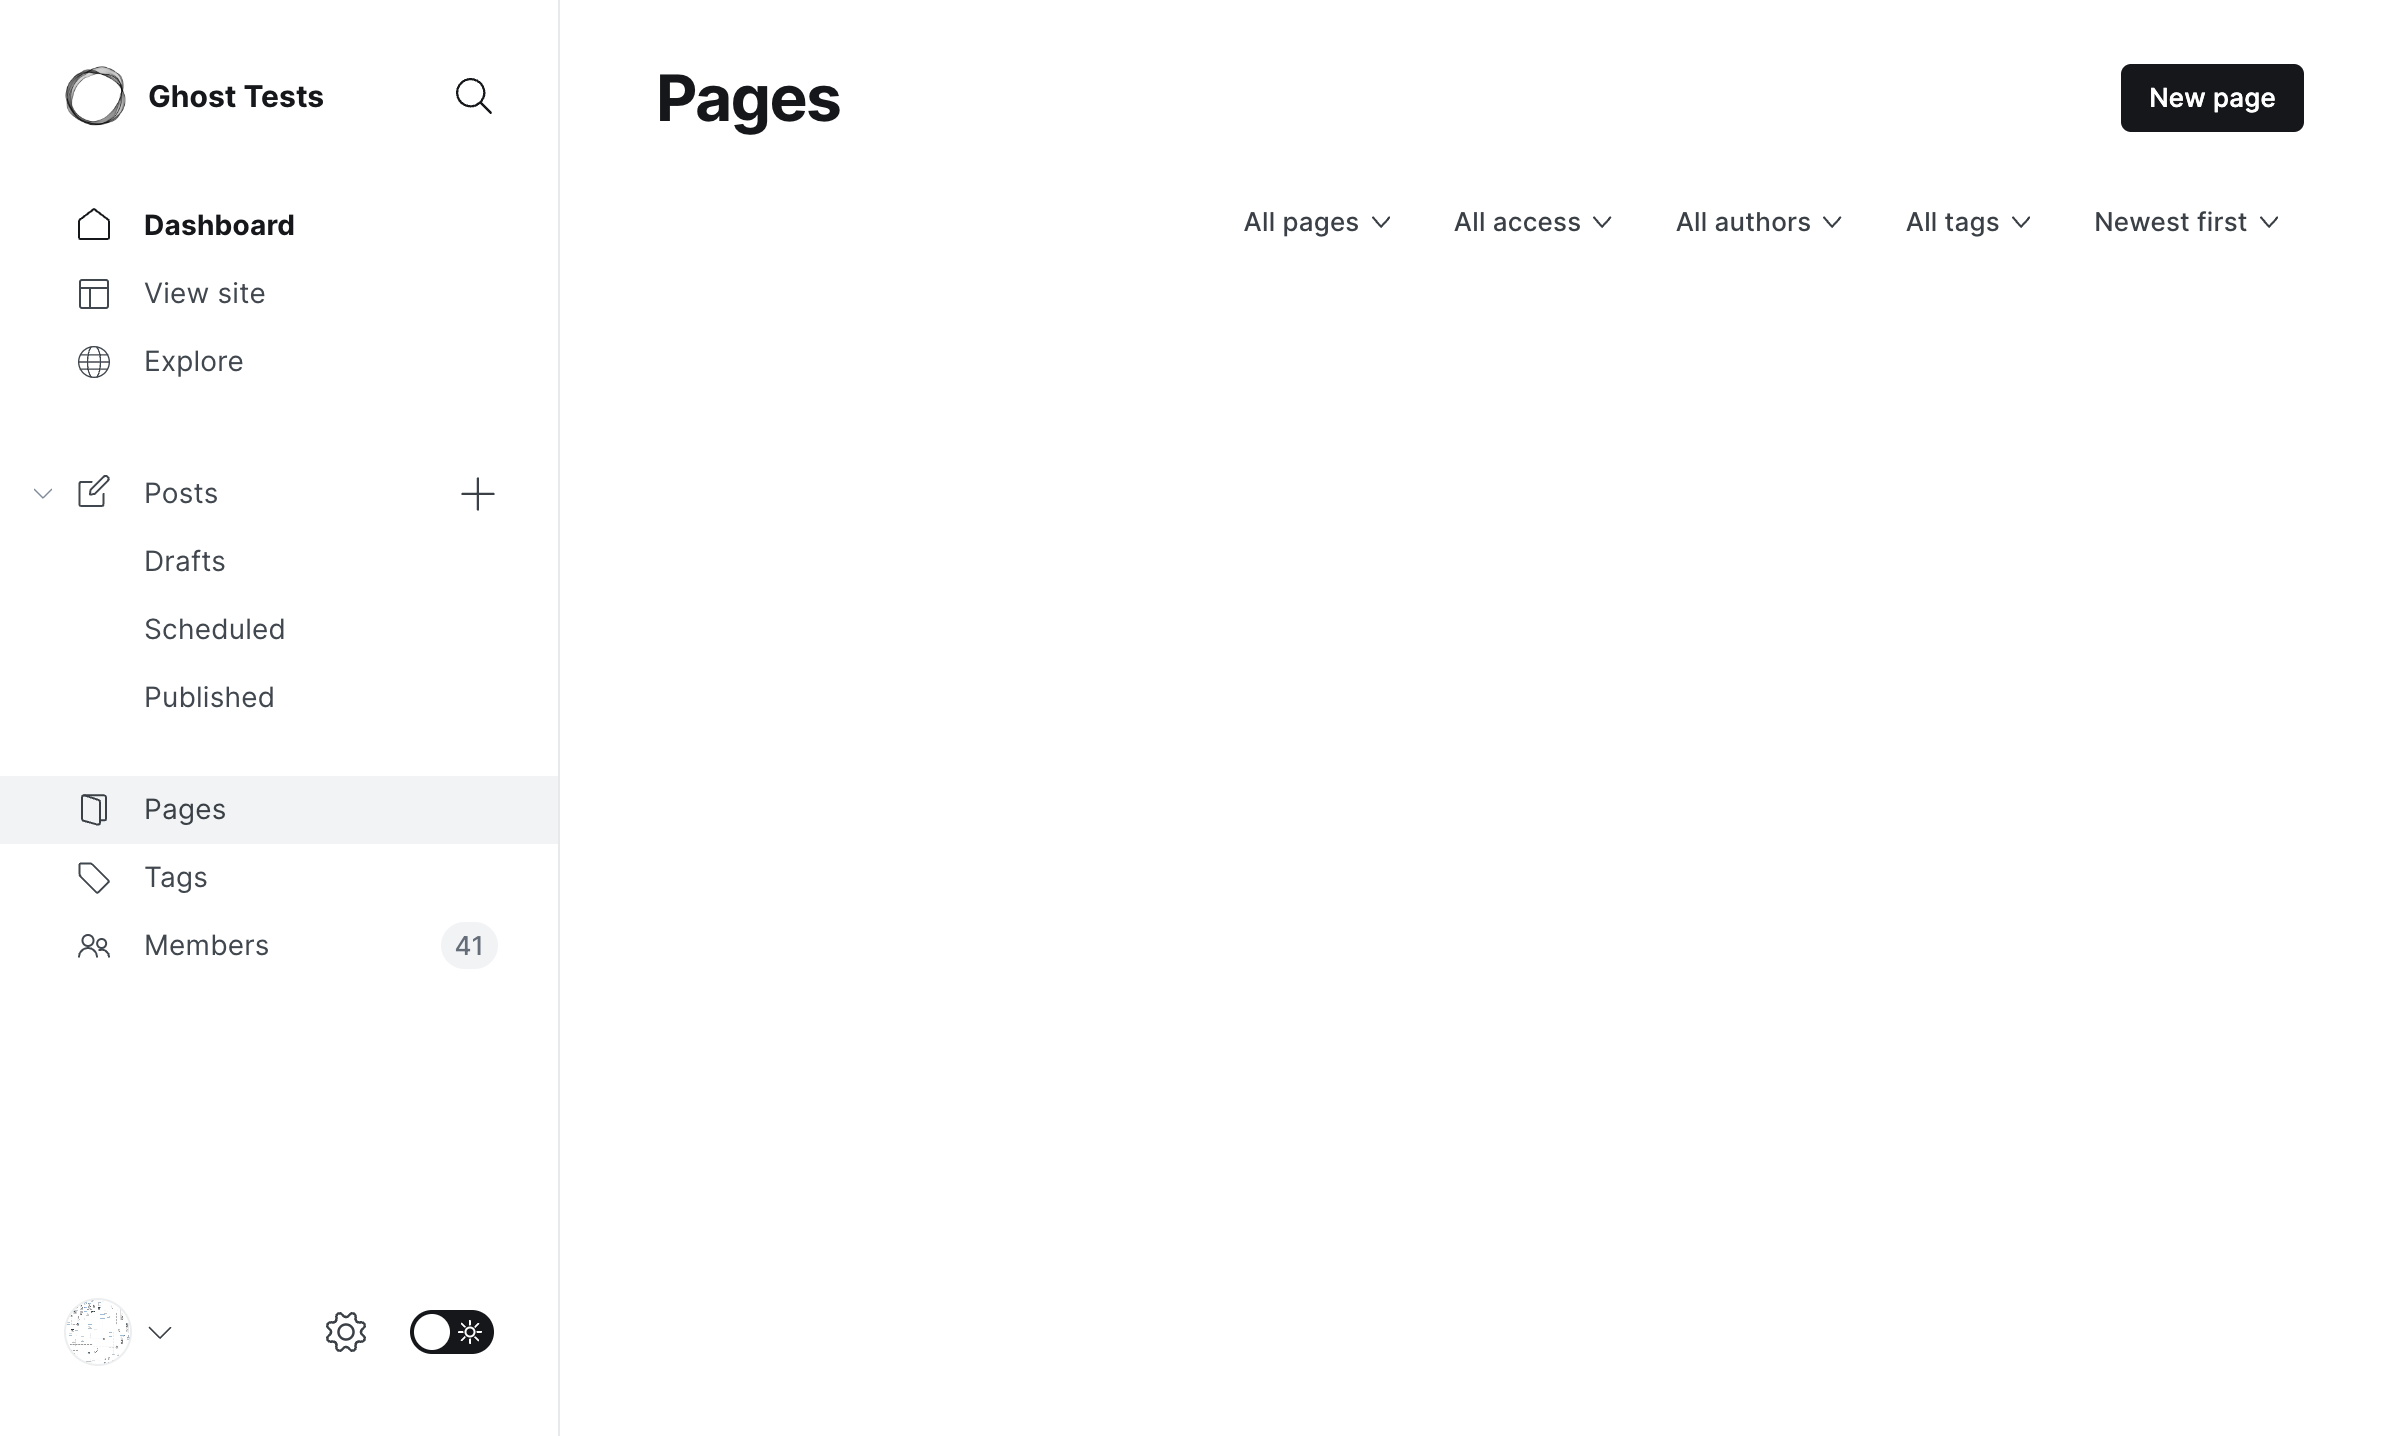 Ghost Tests
Dashboard
View site
Explore
Posts
Drafts
Scheduled
Published
Pages
Tags
Members 41
Pages
New page
All pages All access All authors All tags Newest first